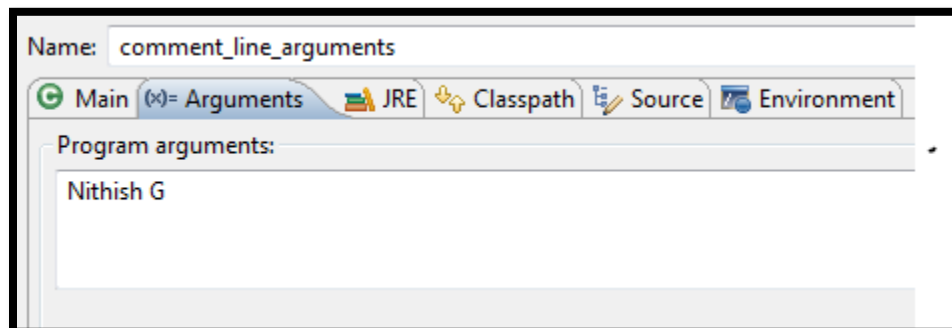 Name: comment_line_arguments
Main (x)= Arguments JRE Classpath Source Environment
Program arguments:
Nithish G